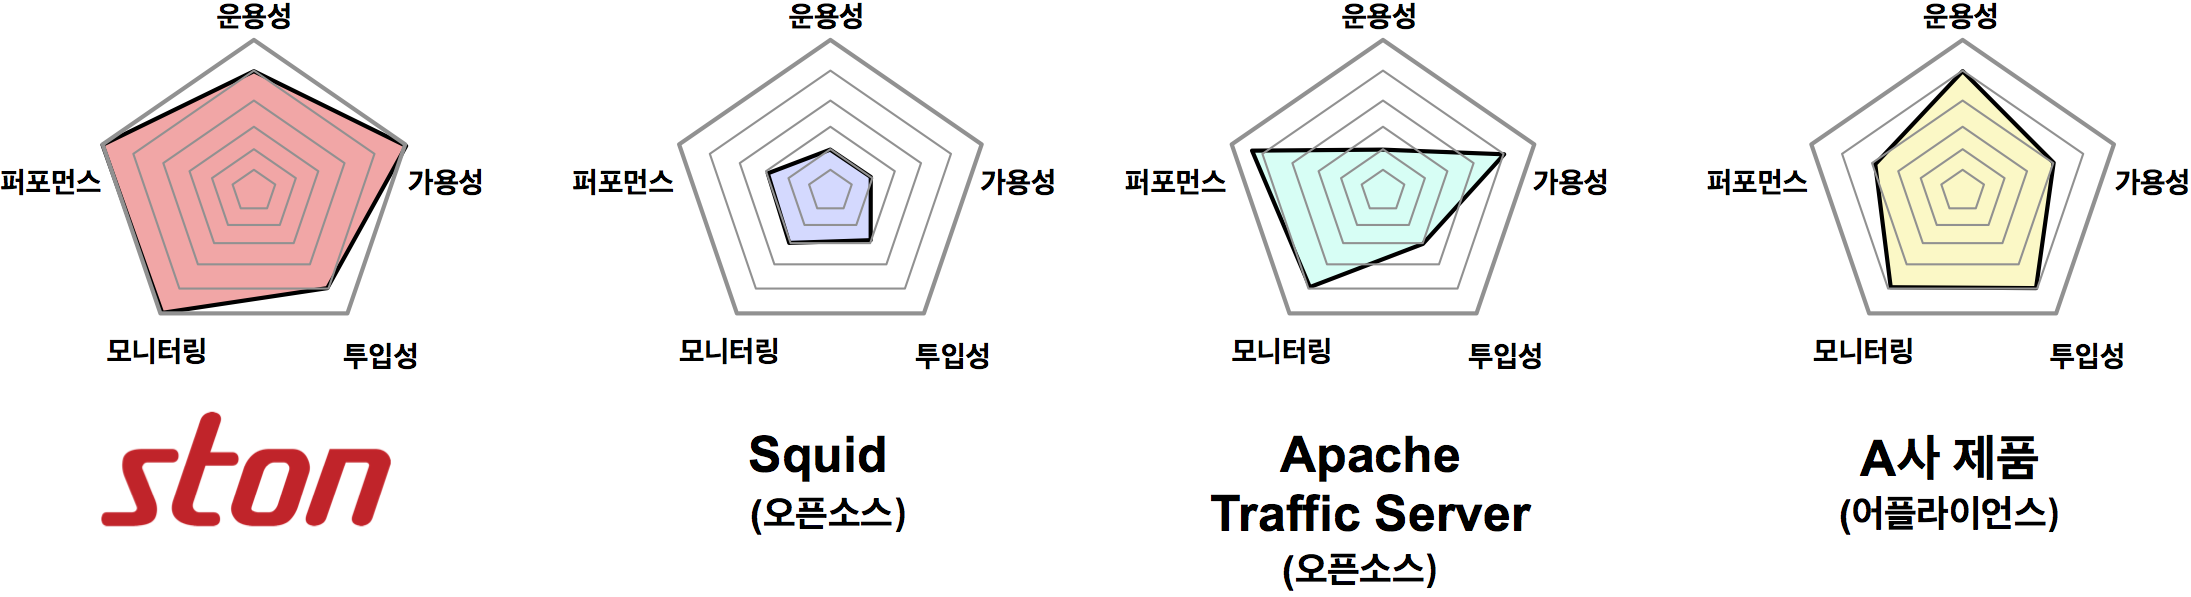 운용성
퍼포먼스
가용성
모니터링
투입성
ston
운용성
퍼포먼스
가용성
모니터링
투입성
Squid
(오픈소스)
운용성
퍼포먼스
가용성
모니터링
투입성
Apache
Traffic Server
(오픈소스)
운용성
퍼포먼스
가용성
모니터링
투입성
A사 제품
(어플라이언스)